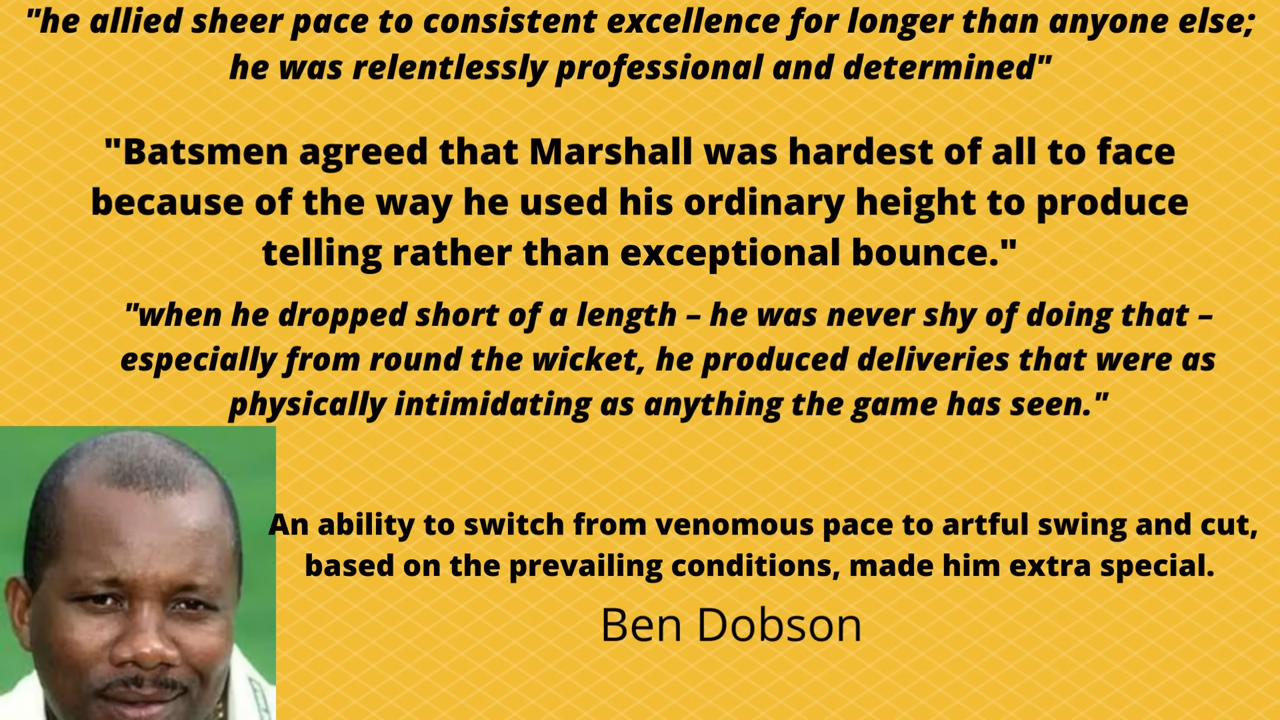 "he allied sheer pace to consistent excellence for longer than anyone else;
he was relentlessly professional and determined"
"Batsmen agreed that Marshall was hardest of all to face
because of the way he used his ordinary height to produce
telling rather than exceptional bounce."
"when he dropped short of a length – he was never shy of doing that –
especially from round the wicket, he produced deliveries that were as
physically intimidating as anything the game has seen."
An ability to switch from venomous pace to artful swing and cut,
based on the prevailing conditions, made him extra special.
Ben Dobson